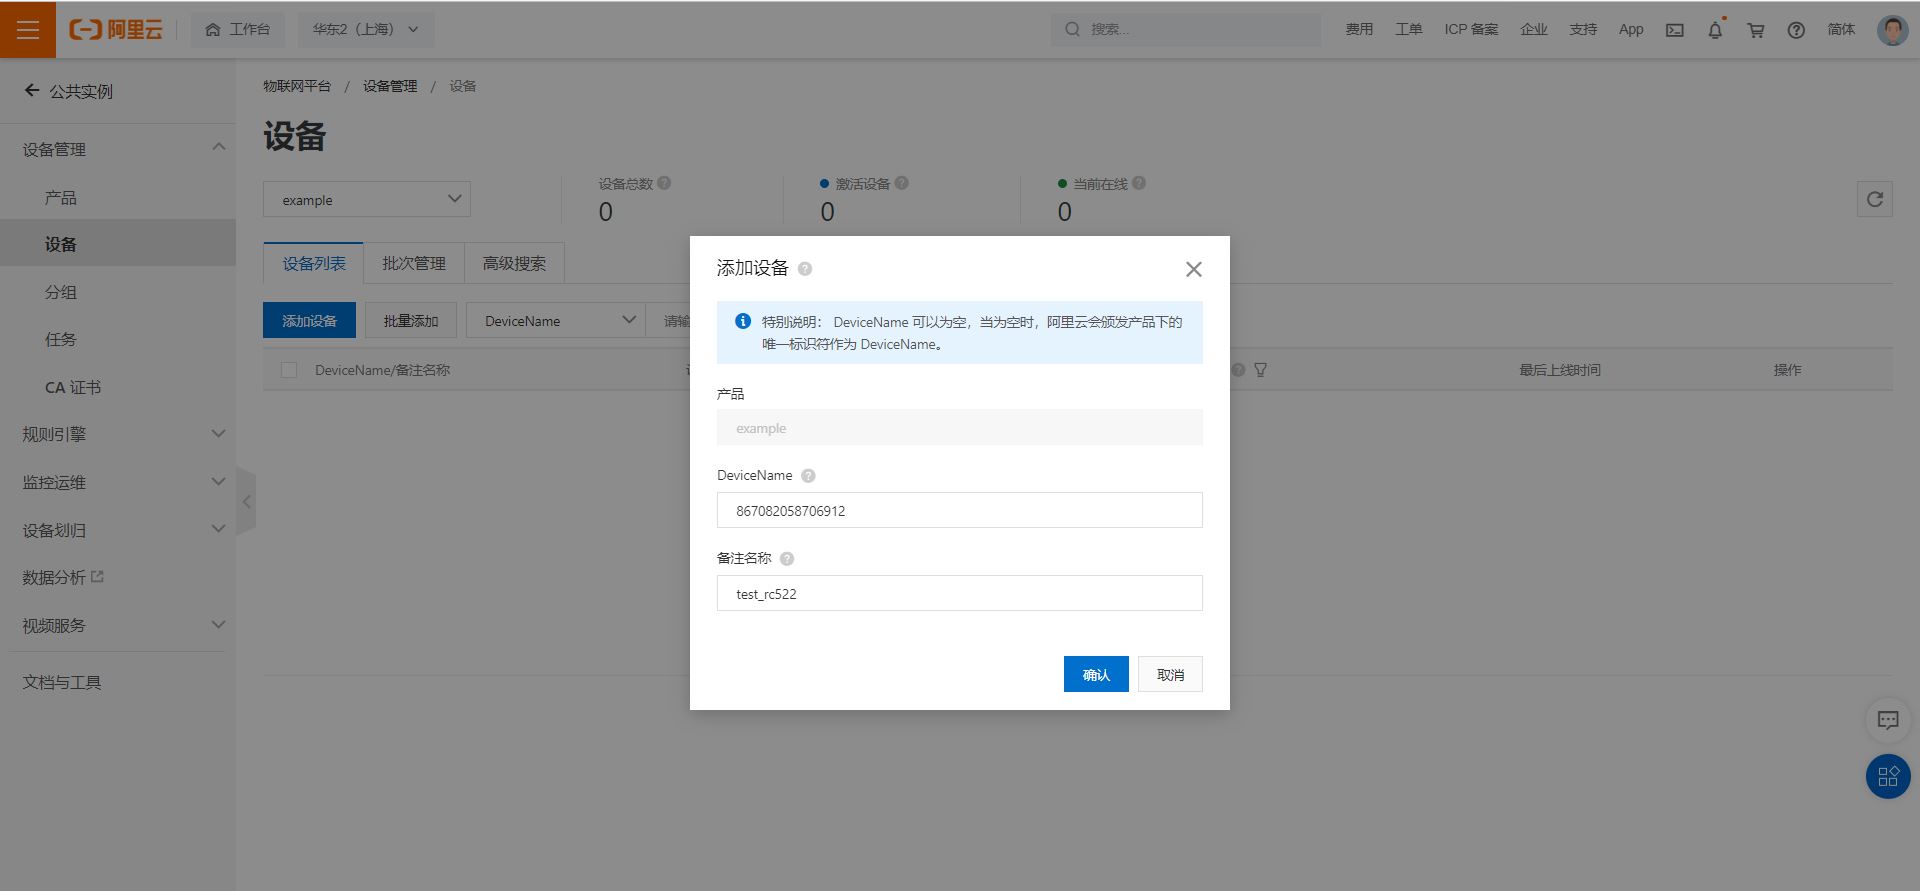 阿里云
工作台
华东2（上海）
搜索...
费用
工单
ICP 备案
企业
支持
App
简体
公共实例
设备管理
产品
设备
分组
任务
CA 证书
规则引擎
监控运维
设备划归
数据分析
视频服务
文档与工具
物联网平台 / 设备管理 / 设备
设备
example
设备总数
0
激活设备
0
当前在线
0
设备列表
批次管理
高级搜索
添加设备
批量添加
DeviceName
请输
DeviceName/备注名称
最后上线时间
操作
添加设备
特别说明： DeviceName 可以为空，当为空时，阿里云会颁发产品下的
唯一标识符作为 DeviceName。
产品
example
DeviceName
867082058706912
备注名称
test_rc522
确认
取消